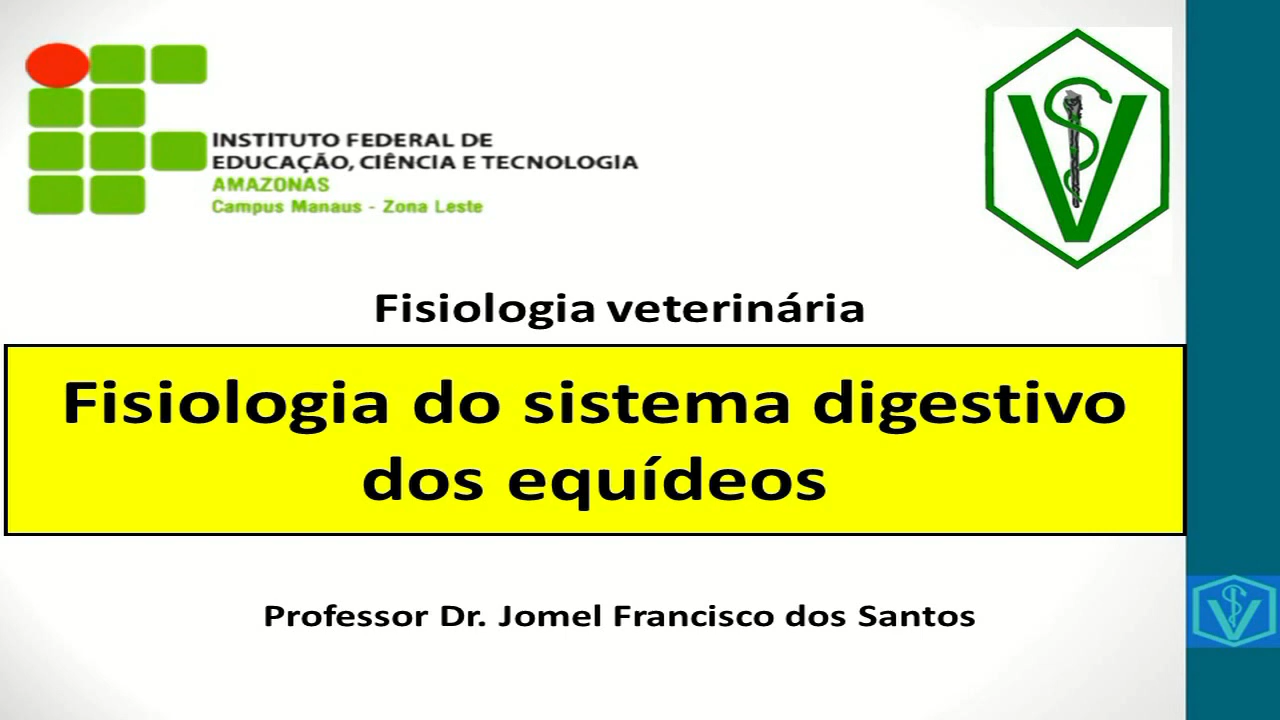 INSTITUTO FEDERAL DE
EDUCAÇÃO, CIÊNCIA E TECNOLOGIA
AMAZONAS
Campus Manaus - Zona Leste
V
Fisiologia veterinária
Fisiologia do sistema digestivo
dos equídeos
Professor Dr. Jomel Francisco dos Santos
V